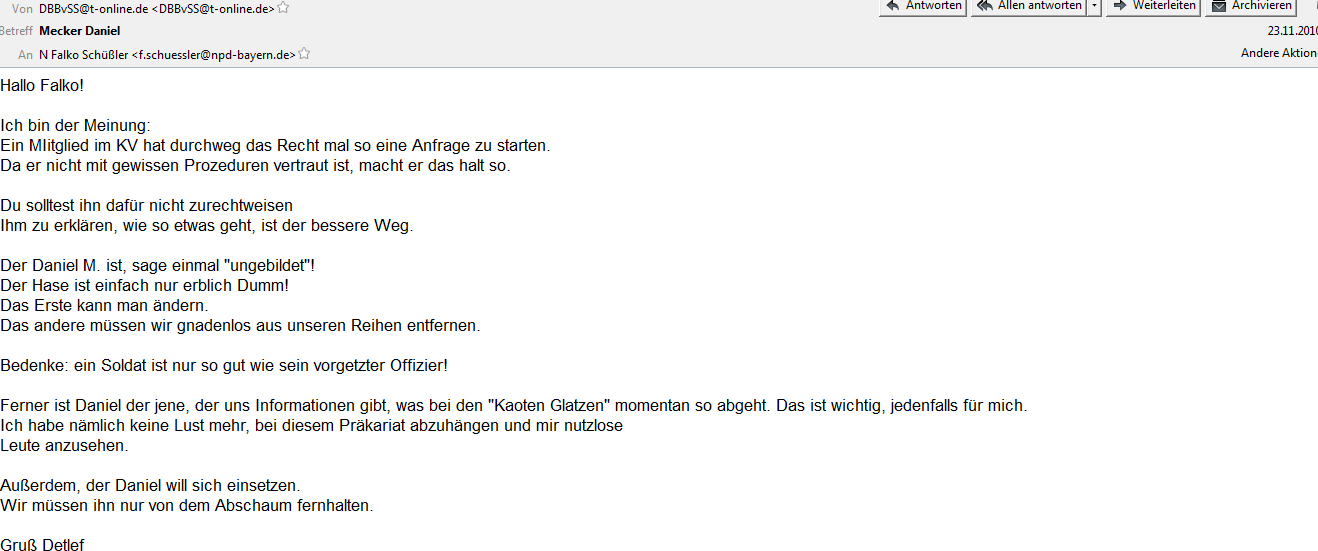 Von DBBvSS@t-online.de <DBBvSS@t-online.de>
Antworten Allen antworten Weiterleiten Archivieren
Betreff Mecker Daniel
23.11.2010
An N Falko Schüßler <f.schuessler@npd-bayern.de>
Andere Aktion
Hallo Falko!
Ich bin der Meinung:
Ein MIitglied im KV hat durchweg das Recht mal so eine Anfrage zu starten.
Da er nicht mit gewissen Prozeduren vertraut ist, macht er das halt so.
Du solltest ihn dafür nicht zurechtweisen
Ihm zu erklären, wie so etwas geht, ist der bessere Weg.
Der Daniel M. ist, sage einmal "ungebildet"!
Der Hase ist einfach nur erblich Dumm!
Das Erste kann man ändern.
Das andere müssen wir gnadenlos aus unseren Reihen entfernen.
Bedenke: ein Soldat ist nur so gut wie sein vorgetzter Offizier!
Ferner ist Daniel der jene, der uns Informationen gibt, was bei den "Kaoten Glatzen" momentan so abgeht. Das ist wichtig, jedenfalls für mich.
Ich habe nämlich keine Lust mehr, bei diesem Präkariat abzuhängen und mir nutzlose
Leute anzusehen.
Außerdem, der Daniel will sich einsetzen.
Wir müssen ihn nur von dem Abschaum fernhalten.
Gruß Detlef